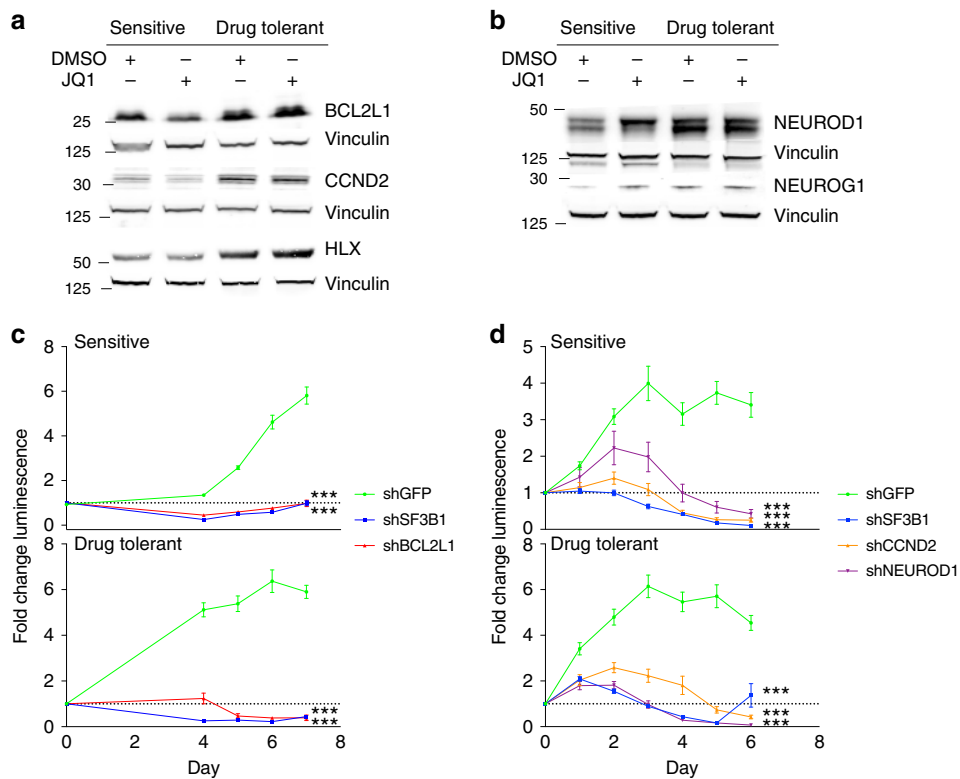 a
Sensitive Drug tolerant
DMSO + – + –
JQ1 – + – +
BCL2L1
25
Vinculin
125
CCND2
30
Vinculin
125
HLX
50
Vinculin
125
b
Sensitive Drug tolerant
DMSO + – + –
JQ1 – + – +
50
NEUROD1
Vinculin
125
30
NEUROG1
Vinculin
125
c
Sensitive
8
6
4
2
0
***
***
shGFP
shSF3B1
shBCL2L1
Drug tolerant
8
6
4
2
0
***
***
0 2 4 6 8
Day
Fold change luminescence
d
Sensitive
5
4
3
2
1
0
***
***
***
shGFP
shSF3B1
shCCND2
shNEUROD1
Drug tolerant
8
6
4
2
0
***
***
***
0 2 4 6 8
Day
Fold change luminescence